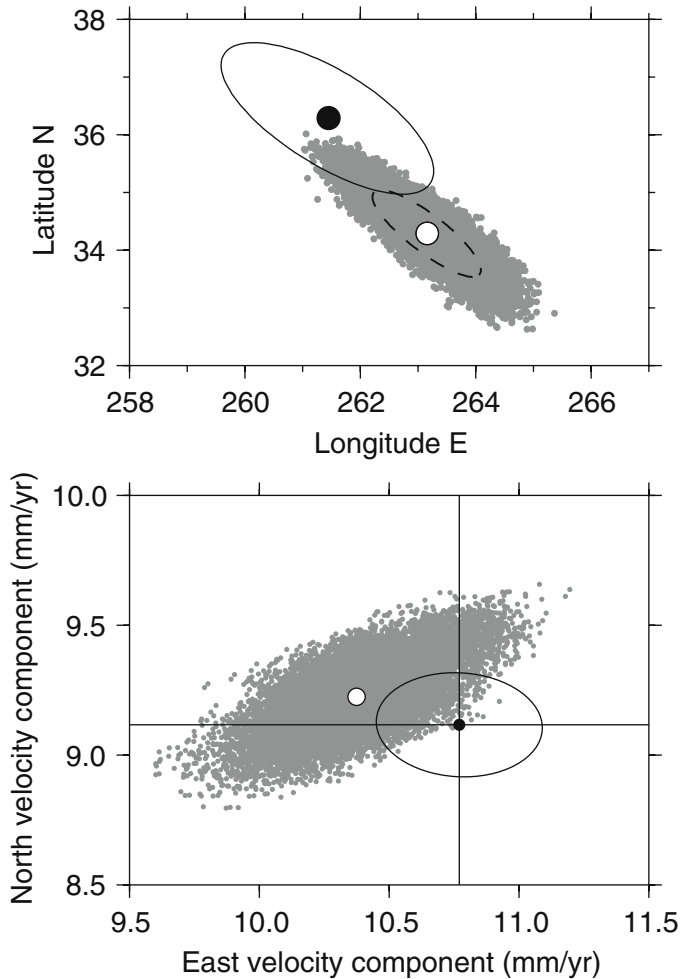 38
36
34
32
Latitude N
258 260 262 264 266
Longitude E
10.0
9.5
9.0
8.5
North velocity component (mm/yr)
9.5 10.0 10.5 11.0 11.5
East velocity component (mm/yr)